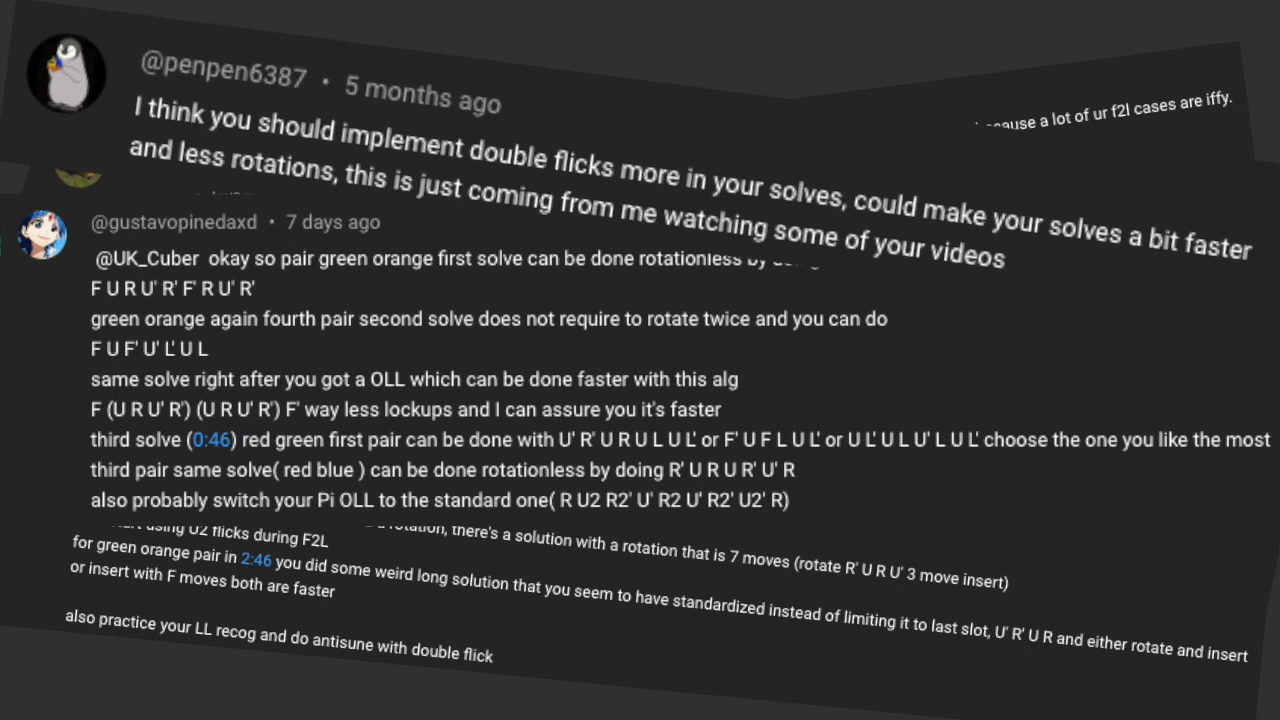 @penpen6387 • 5 months ago
I think you should implement double flicks more in your solves, could make your solves a bit faster
and less rotations, this is just coming from me watching some of your videos
a lot of ur f2l cases are iffy.
@gustavopinedaxd • 7 days ago
@UK_Cuber okay so pair green orange first solve can be done rotationless by
F U R U' R' F' R U' R'
green orange again fourth pair second solve does not require to rotate twice and you can do
F U F' U' L' U L
same solve right after you got a OLL which can be done faster with this alg
F (U R U' R') (U R U' R') F' way less lockups and I can assure you it's faster
third solve (0:46) red green first pair can be done with U' R' U R U L U L' or F' U F L U L' or U L' U L U' L U L' choose the one you like the most
third pair same solve( red blue ) can be done rotationless by doing R' U R U R' U' R
also probably switch your Pi OLL to the standard one( R U2 R2' U' R2 U' R2' U2' R)
rotation, there's a solution with a rotation that is 7 moves (rotate R' U R U' 3 move insert)
using U2 flicks during F2L
for green orange pair in 2:46 you did some weird long solution that you seem to have standardized instead of limiting it to last slot, U' R' U R and either rotate and insert
or insert with F moves both are faster
also practice your LL recog and do antisune with double flick